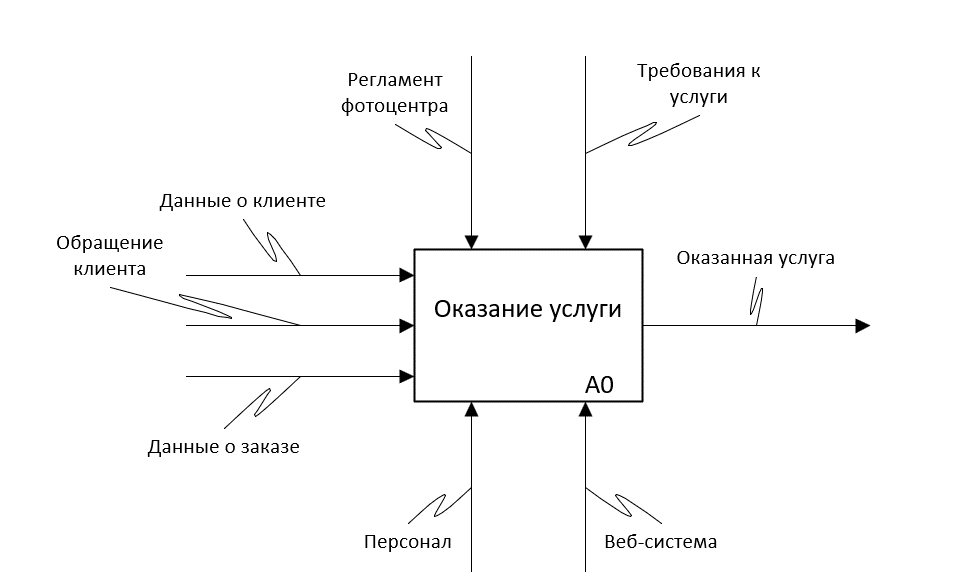 Регламент
фотоцентра
Требования к
услуги
Данные о клиенте
Обращение
клиента
Оказанная услуга
Оказание услуги
A0
Данные о заказе
Персонал
Веб-система